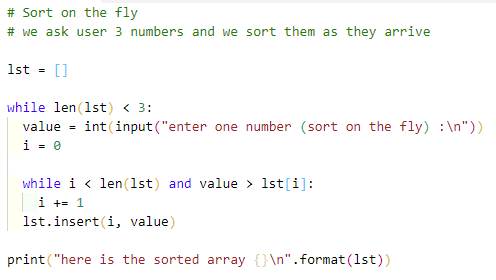 # Sort on the fly
# we ask user 3 numbers and we sort them as they arrive

lst = []

while len(lst) < 3:
  value = int(input("enter one number (sort on the fly) :\n"))
  i = 0

  while i < len(lst) and value > lst[i]:
    i += 1
  lst.insert(i, value)

print("here is the sorted array {}\n".format(lst))